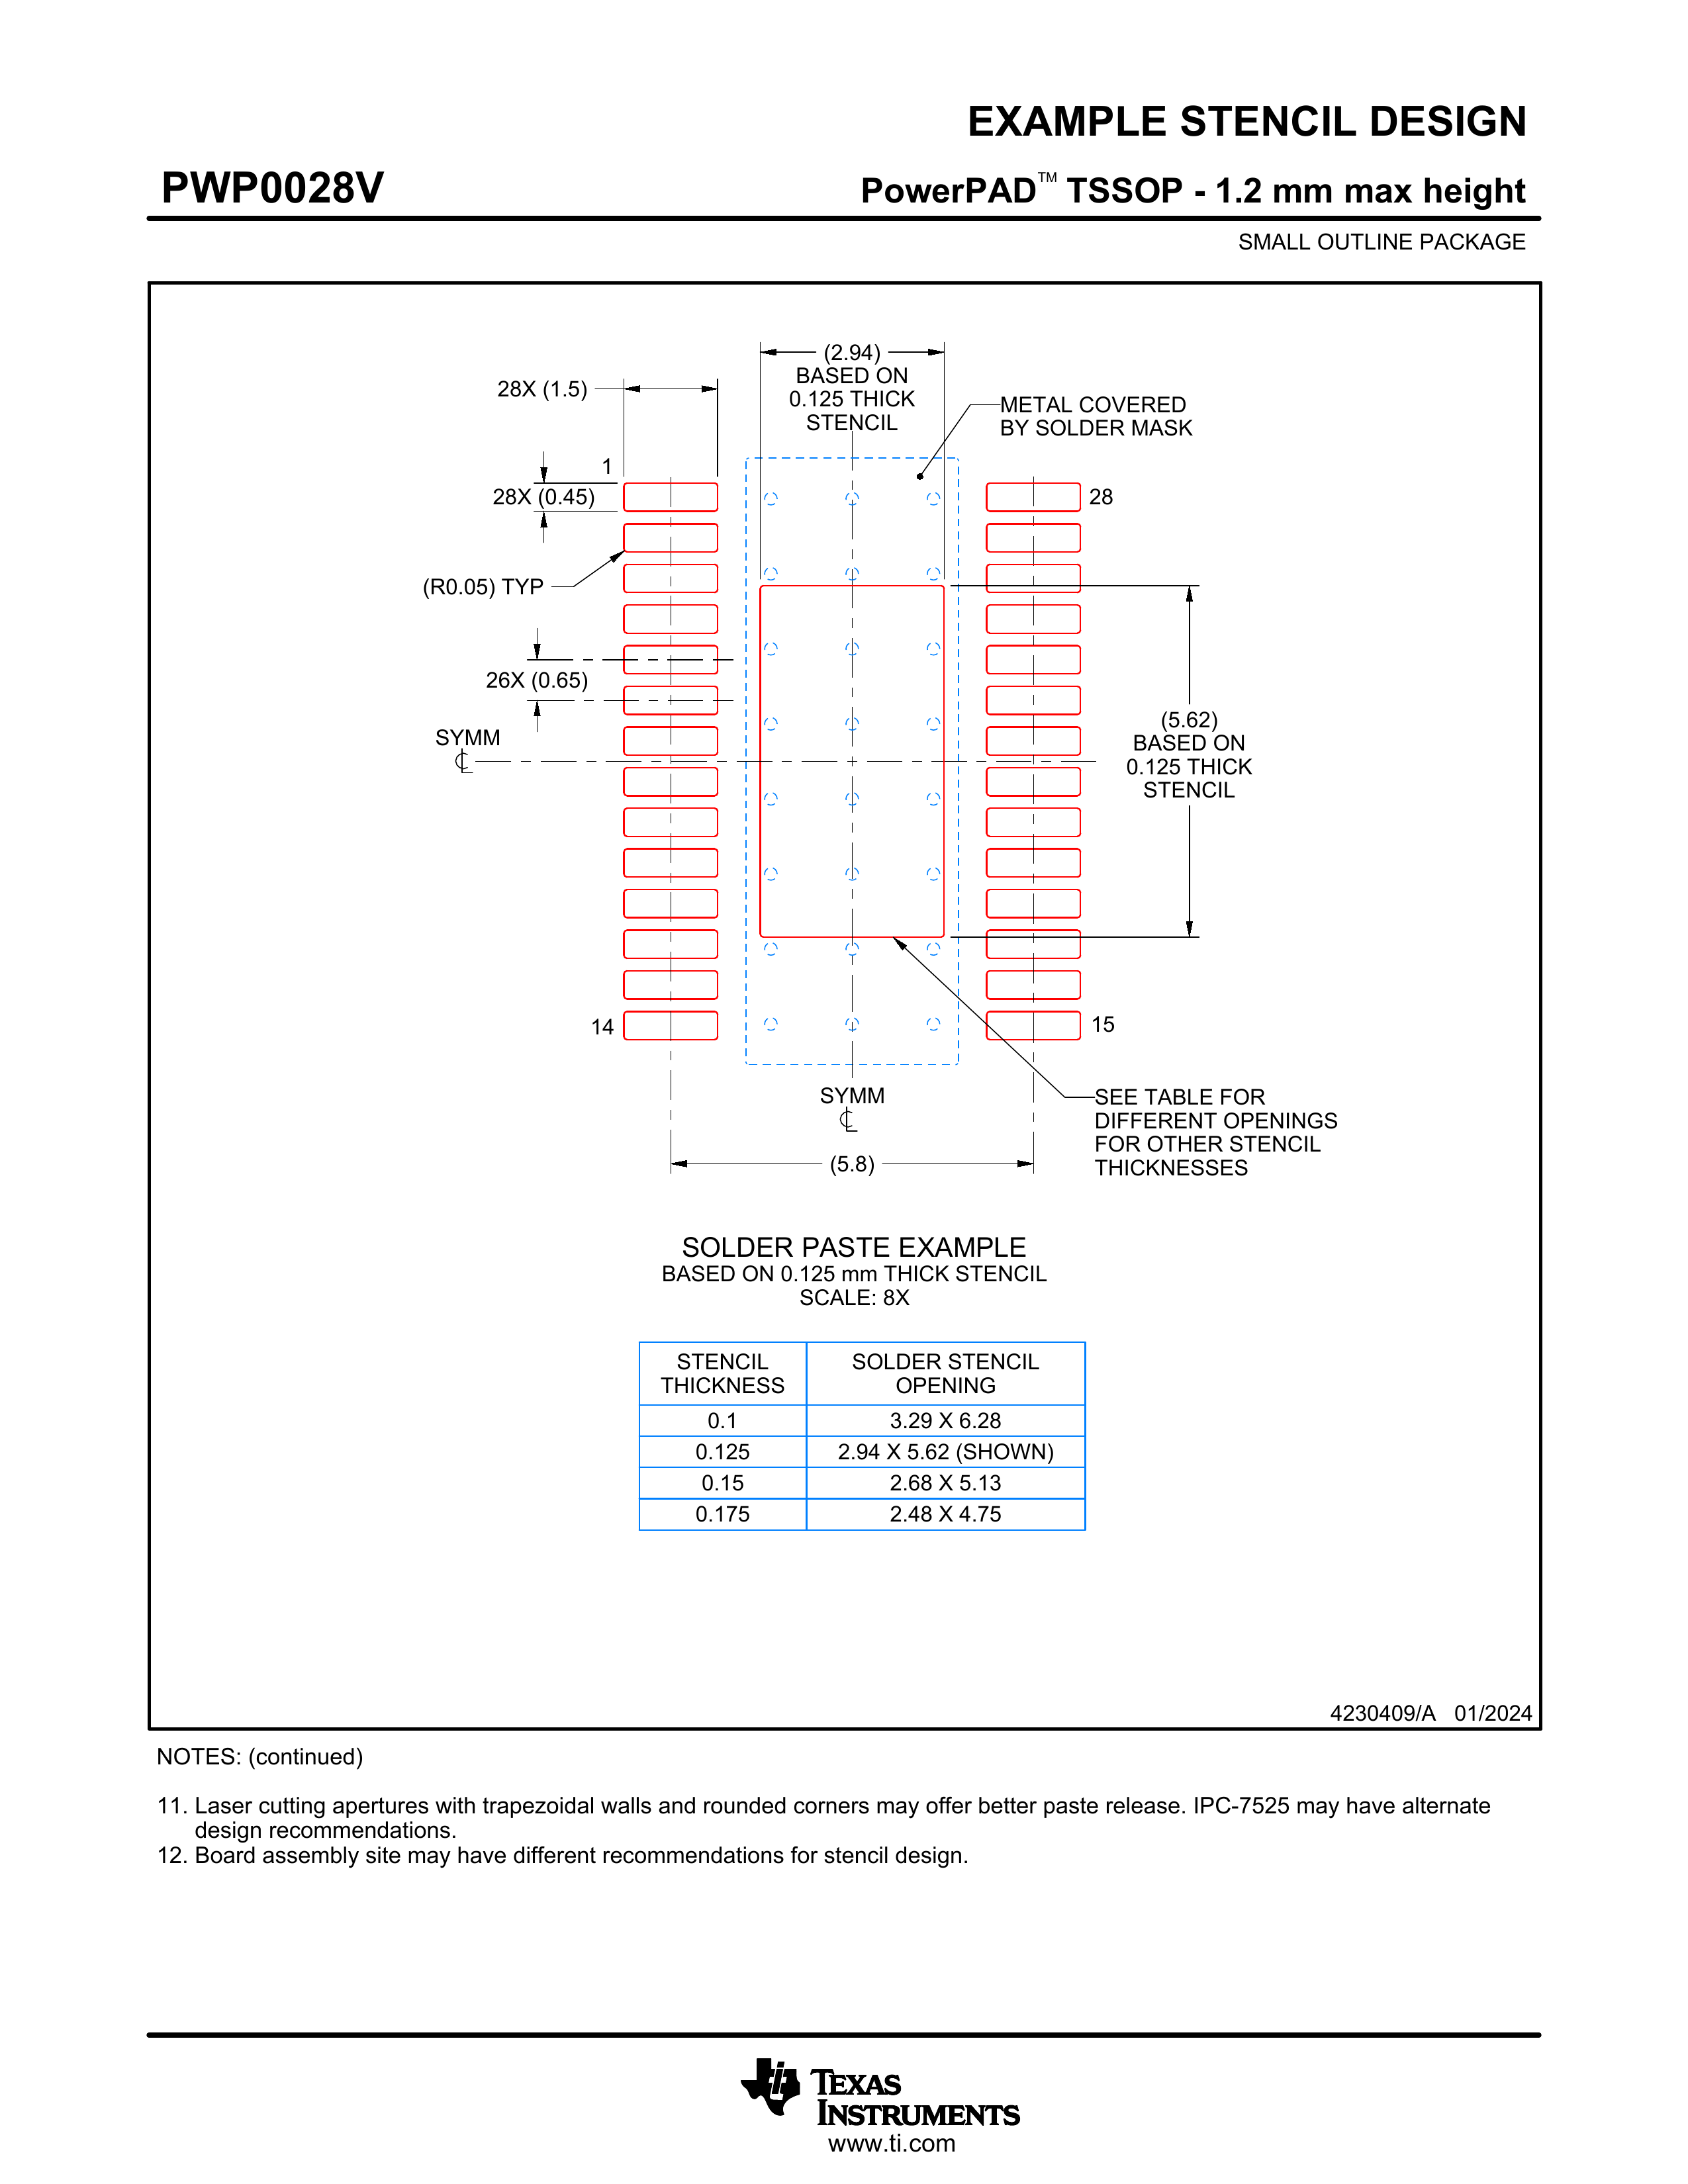 EXAMPLE STENCIL DESIGN
PWP0028V
PowerPAD™ TSSOP - 1.2 mm max height
SMALL OUTLINE PACKAGE
(2.94)
BASED ON
0.125 THICK
STENCIL
28X (1.5)
METAL COVERED
BY SOLDER MASK
1
28X (0.45)
28
(R0.05) TYP
26X (0.65)
(5.62)
BASED ON
0.125 THICK
STENCIL
SYMM
14
15
SYMM
SEE TABLE FOR
DIFFERENT OPENINGS
FOR OTHER STENCIL
THICKNESSES
(5.8)
SOLDER PASTE EXAMPLE
BASED ON 0.125 mm THICK STENCIL
SCALE: 8X
STENCIL
THICKNESS
SOLDER STENCIL
OPENING
0.1
3.29 X 6.28
0.125
2.94 X 5.62 (SHOWN)
0.15
2.68 X 5.13
0.175
2.48 X 4.75
4230409/A 01/2024
NOTES: (continued)
11. Laser cutting apertures with trapezoidal walls and rounded corners may offer better paste release. IPC-7525 may have alternate
design recommendations.
12. Board assembly site may have different recommendations for stencil design.
TEXAS
INSTRUMENTS
www.ti.com